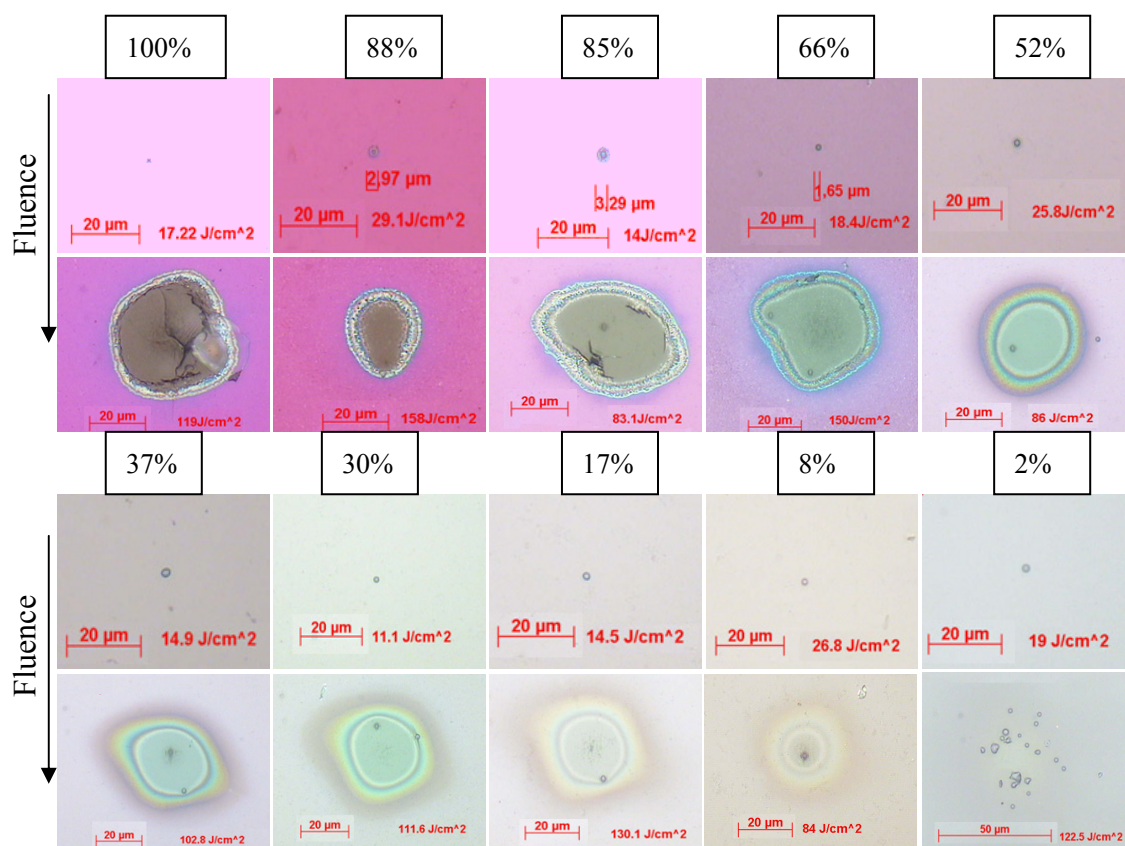 100% 88% 85% 66% 52%
Fluence
2,97 µm
3,29 µm
1,65 µm
20 µm 17.22 J/cm^2
20 µm 29.1J/cm^2
20 µm 14J/cm^2
20 µm 18.4J/cm^2
20 µm 25.8J/cm^2
20 µm 119J/cm^2
20 µm 158J/cm^2
20 µm 83.1J/cm^2
20 µm 150J/cm^2
20 µm 86 J/cm^2
37% 30% 17% 8% 2%
Fluence
20 µm 14.9 J/cm^2
20 µm 11.1 J/cm^2
20 µm 14.5 J/cm^2
20 µm 26.8 J/cm^2
20 µm 19 J/cm^2
20 µm 102.8 J/cm^2
20 µm 111.6 J/cm^2
20 µm 130.1 J/cm^2
20 µm 84 J/cm^2
50 µm 122.5 J/cm^2